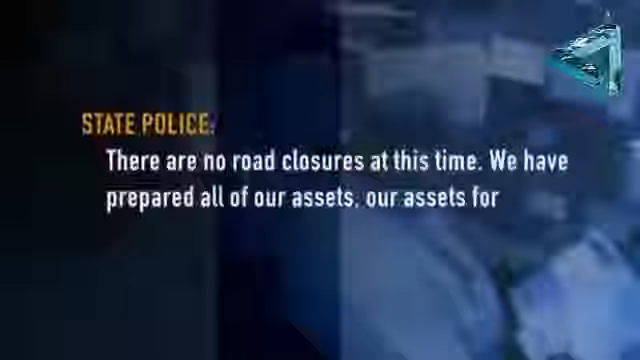 STATE POLICE:
There are no road closures at this time. We have
prepared all of our assets, our assets for